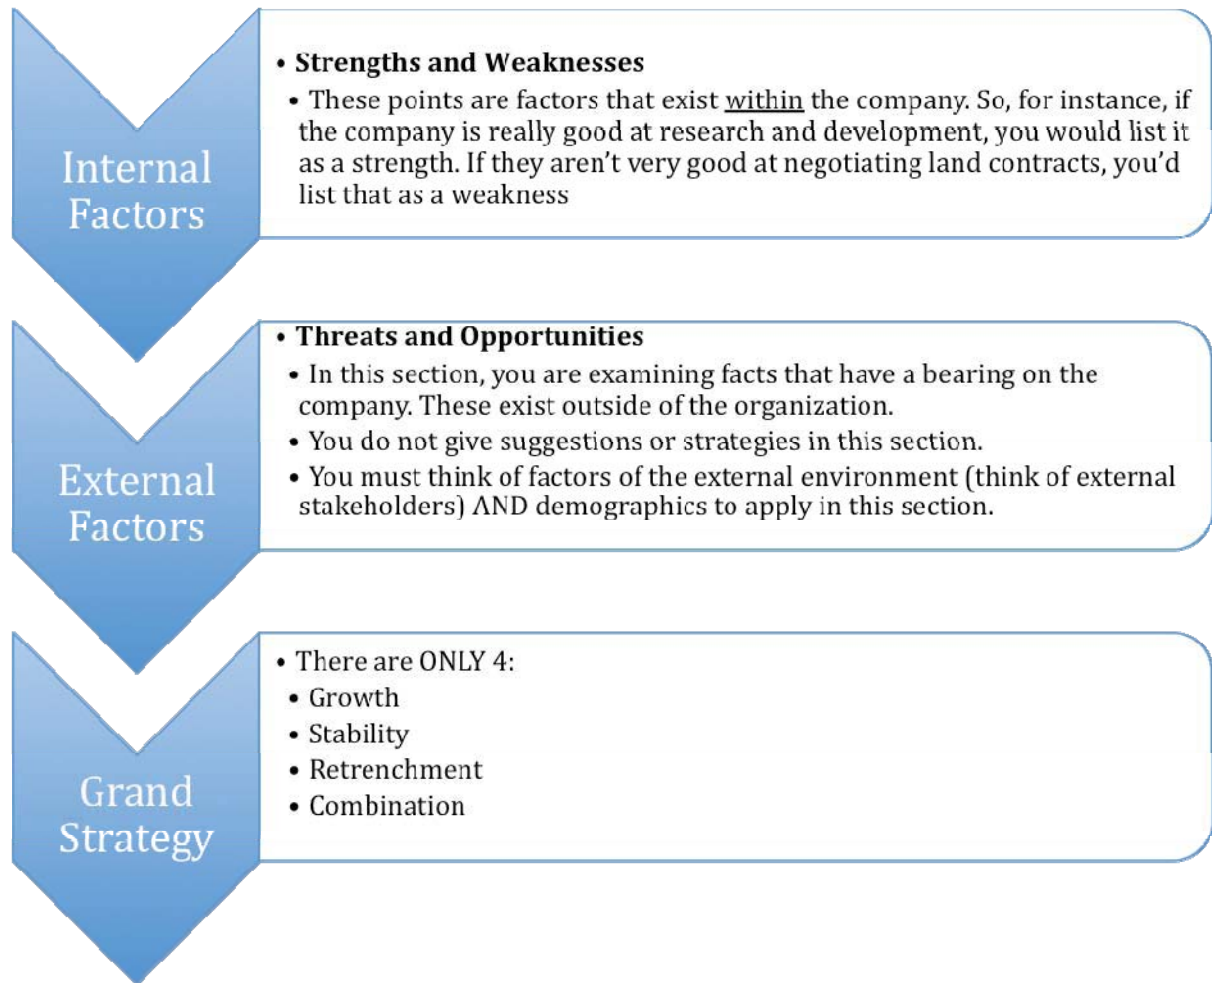 Internal
Factors
• Strengths and Weaknesses
• These points are factors that exist within the company. So, for instance, if
the company is really good at research and development, you would list it
as a strength. If they aren't very good at negotiating land contracts, you'd
list that as a weakness
External
Factors
• Threats and Opportunities
• In this section, you are examining facts that have a bearing on the
company. These exist outside of the organization.
• You do not give suggestions or strategies in this section.
• You must think of factors of the external environment (think of external
stakeholders) AND demographics to apply in this section.
Grand
Strategy
• There are ONLY 4:
• Growth
• Stability
• Retrenchment
• Combination